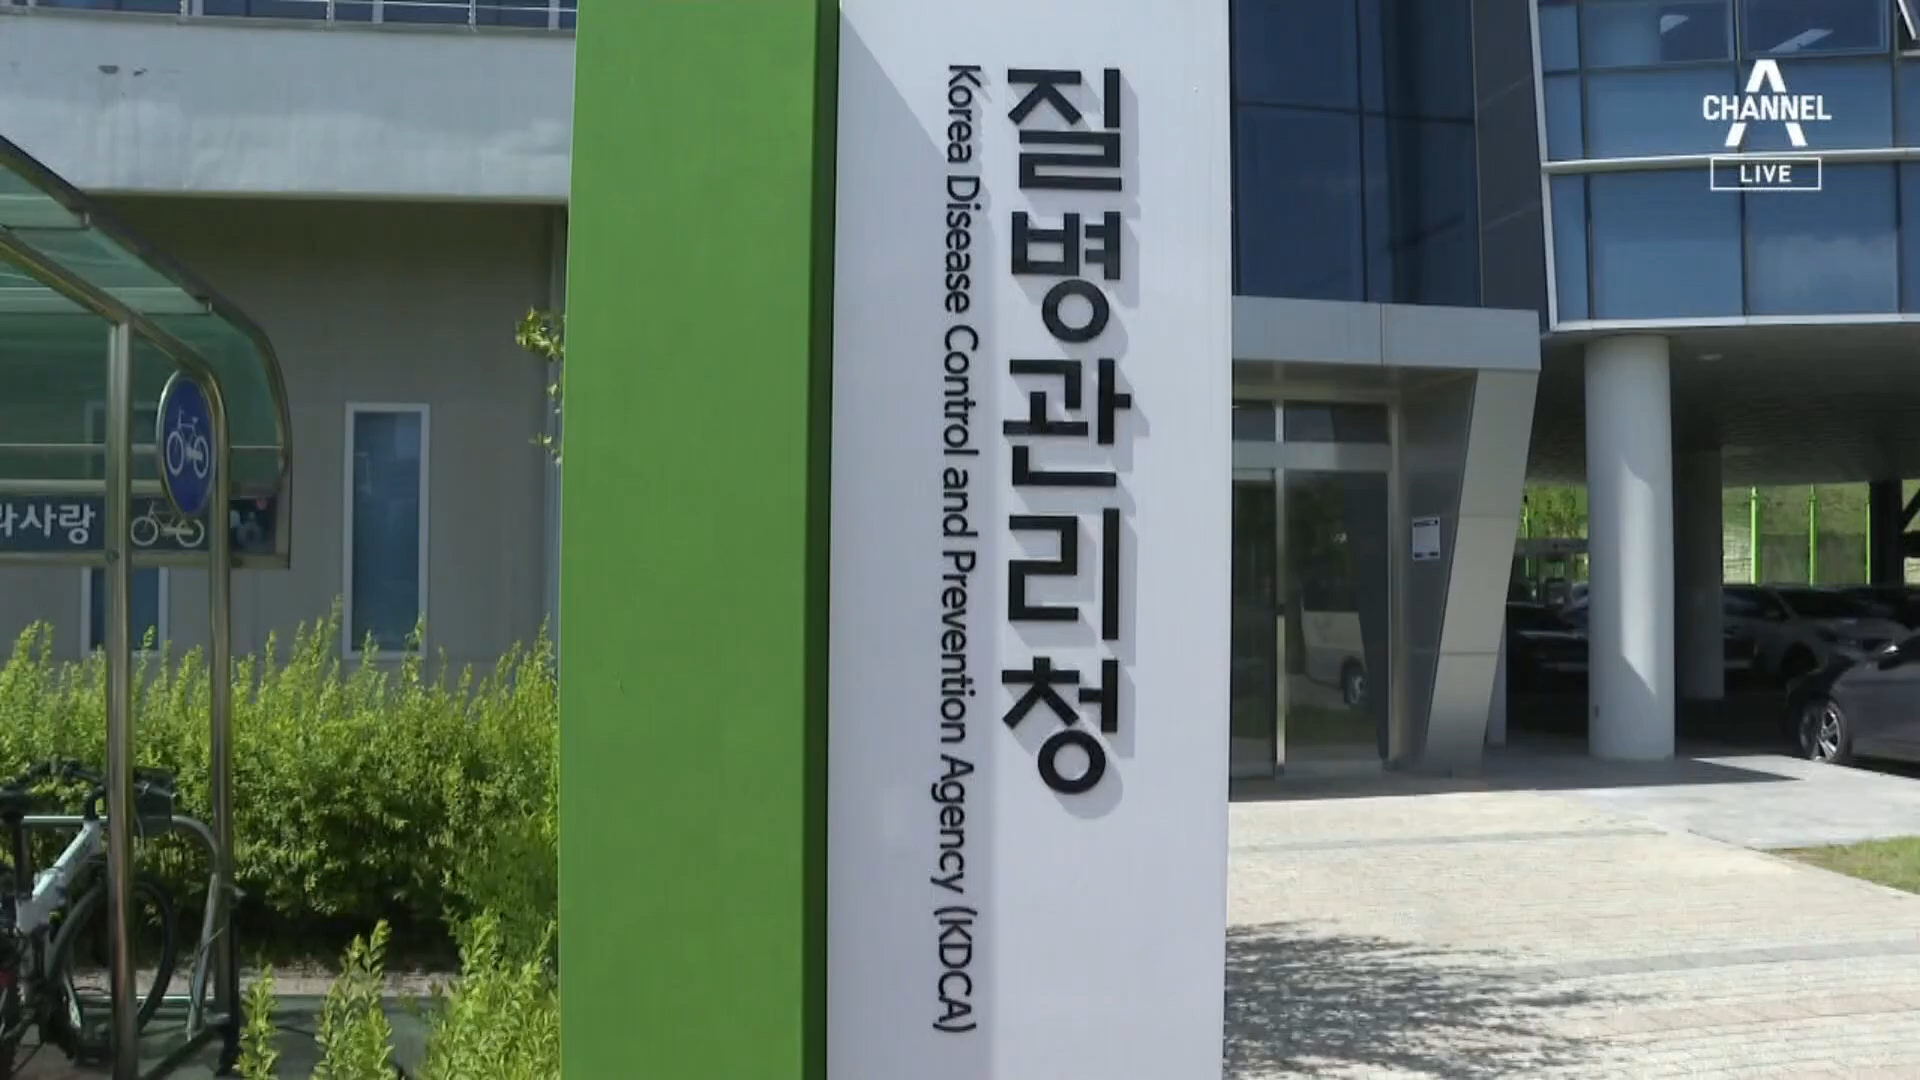 질병관리청
Korea Disease Control and Prevention Agency (KDCA)
CHANNEL A
LIVE
사랑